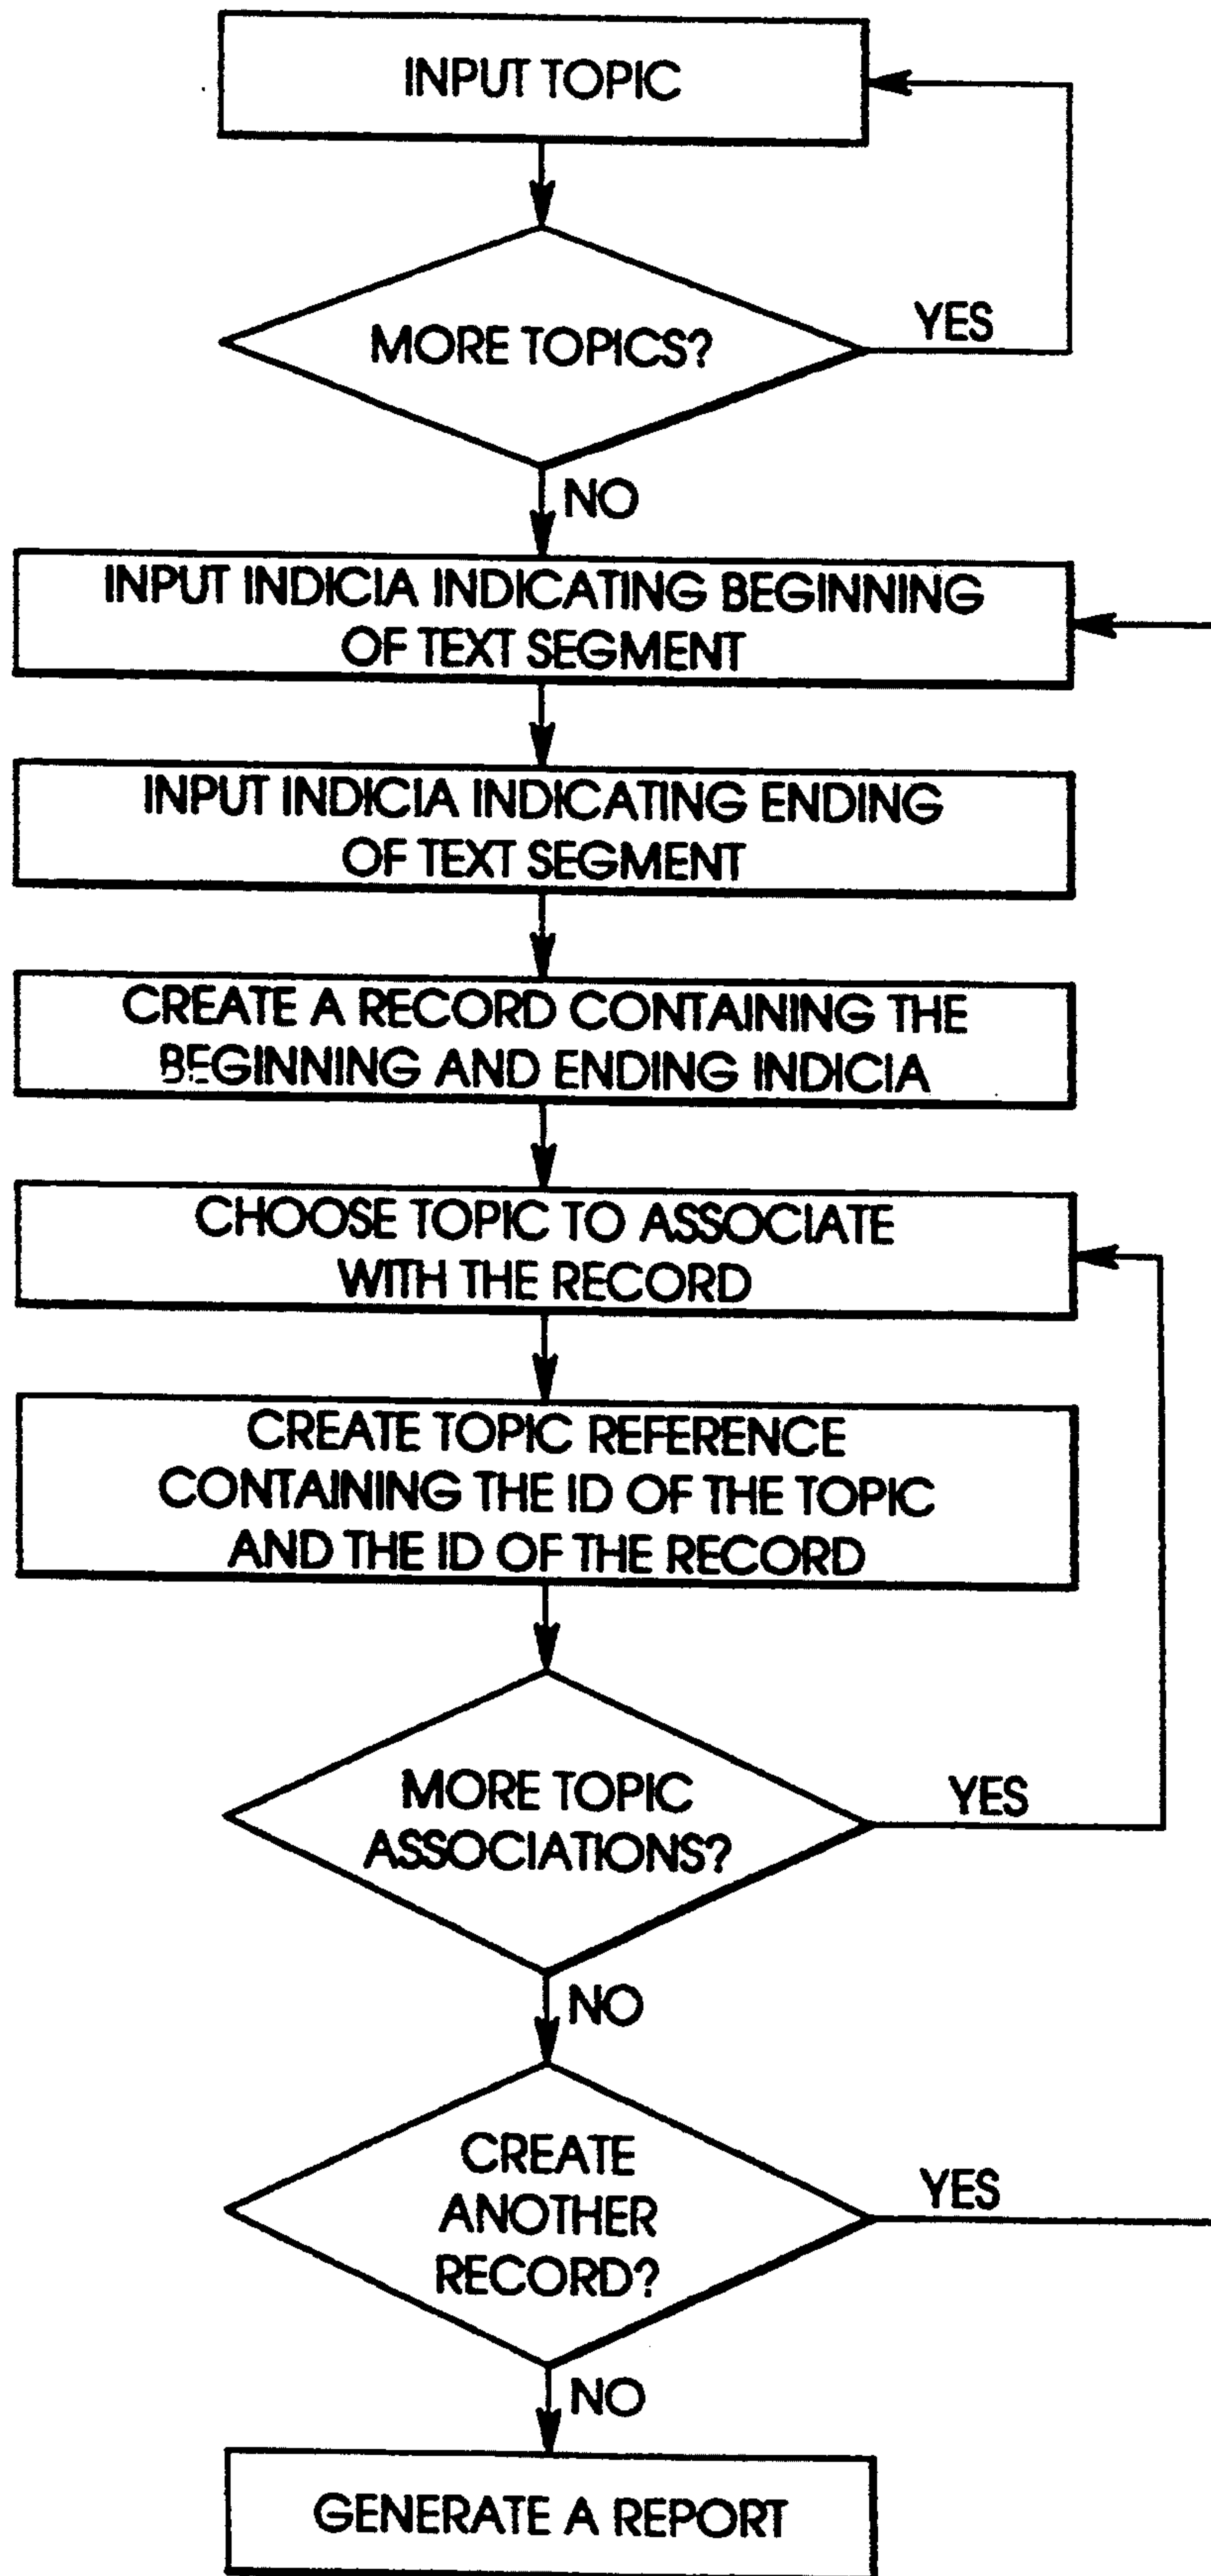 INPUT TOPIC
MORE TOPICS?
YES
NO
INPUT INDICIA INDICATING BEGINNING
OF TEXT SEGMENT
INPUT INDICIA INDICATING ENDING
OF TEXT SEGMENT
CREATE A RECORD CONTAINING THE
BEGINNING AND ENDING INDICIA
CHOOSE TOPIC TO ASSOCIATE
WITH THE RECORD
CREATE TOPIC REFERENCE
CONTAINING THE ID OF THE TOPIC
AND THE ID OF THE RECORD
MORE TOPIC
ASSOCIATIONS?
YES
NO
CREATE
ANOTHER
RECORD?
YES
NO
GENERATE A REPORT